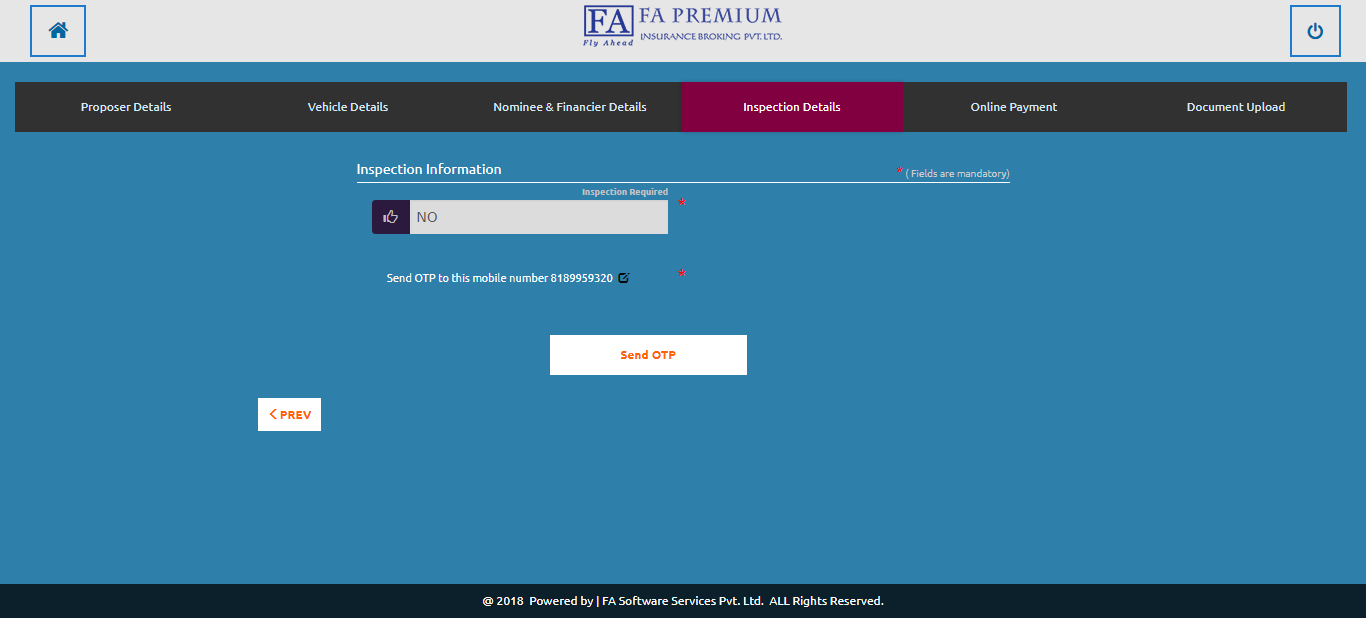 FA FA PREMIUM
Fly Ahead INSURANCE BROKING PVT. LTD.
Proposer Details Vehicle Details Nominee & Financier Details Inspection Details Online Payment Document Upload
Inspection Information * ( Fields are mandatory)
Inspection Required
NO *
Send OTP to this mobile number 8189959320 *
Send OTP
< PREV
@ 2018 Powered by | FA Software Services Pvt. Ltd. ALL Rights Reserved.